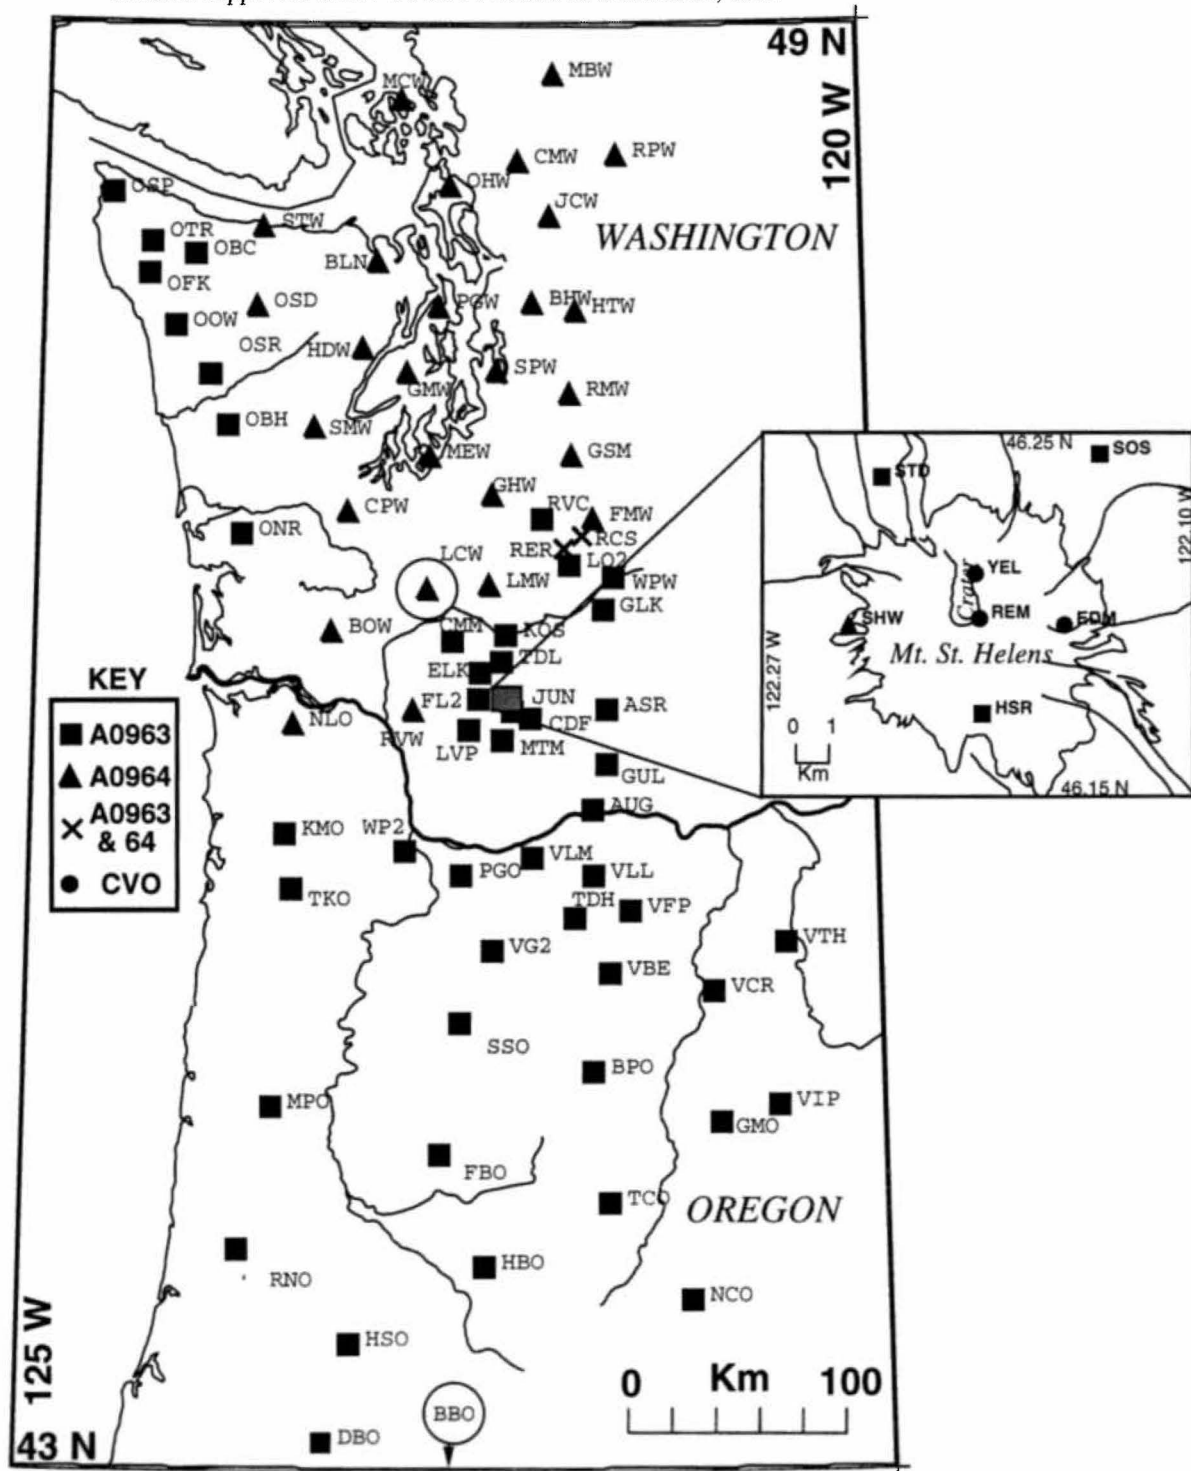 49 N
120 W
MBW
MCW
CMW
RPW
OHW
OSP
JCW
STW
WASHINGTON
OTR
OBC
BLN
OFK
OSD
PGW
BHW
HTW
OOW
OSR
HDW
SPW
GMW
RMW
OBH
SMW
MEW
GSM
GHW
CPW
RVC
FMW
ONR
RCS
RER
LCW
LO2
LMW
WPW
GLK
BOW
CMM
KOS
TDL
ELK
FL2
JUN
ASR
NLO
RVW
CDF
LVP
MTM
GUL
AUG
KMO
WP2
VLM
PGO
VLL
TKO
TDH
VFP
VG2
VTH
VBE
VCR
SSO
BPO
MPO
VIP
GMO
FBO
TCO
OREGON
HBO
RNO
NCO
HSO
BBO
DBO
125 W
43 N
0 Km 100
KEY
A0963
A0964
A0963
& 64
CVO
46.25 N
SOS
STD
122.10 W
YEL
Crater
REM
EDM
SHW
Mt. St. Helens
122.27 W
HSR
0 1
Km
46.15 N